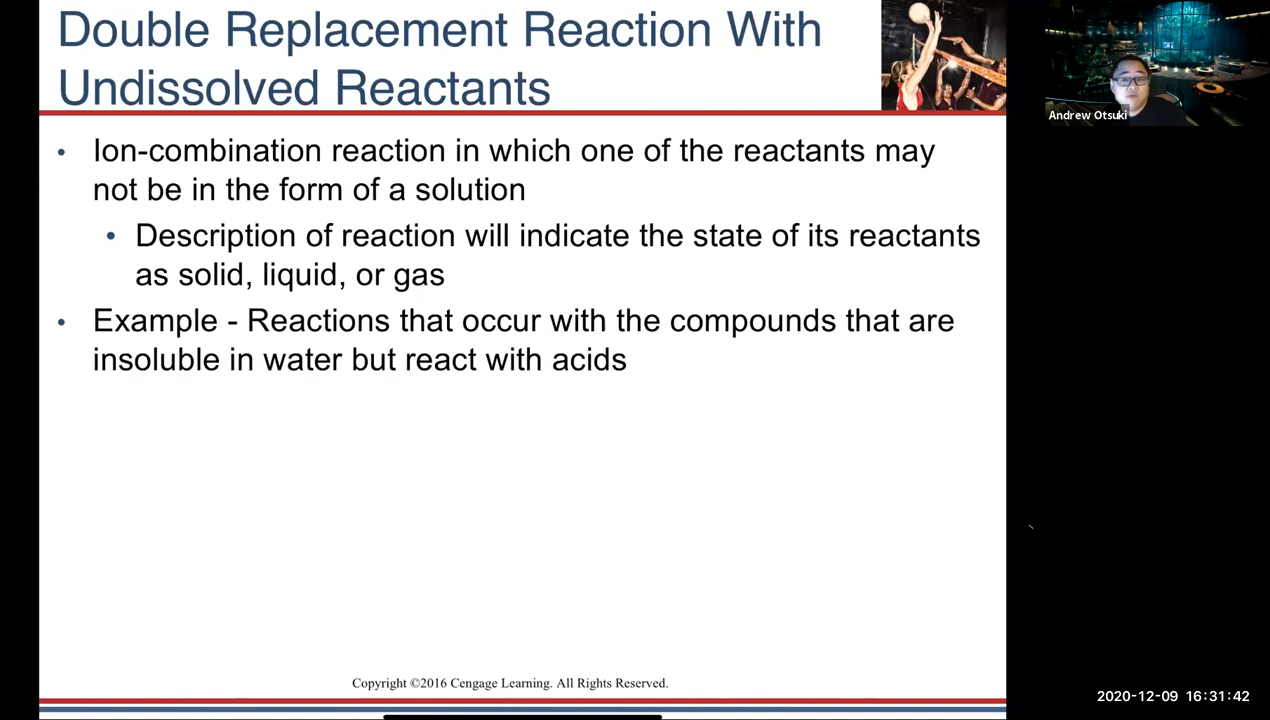 Double Replacement Reaction With
Undissolved Reactants
• Ion-combination reaction in which one of the reactants may
not be in the form of a solution
• Description of reaction will indicate the state of its reactants
as solid, liquid, or gas
• Example - Reactions that occur with the compounds that are
insoluble in water but react with acids
Copyright ©2016 Cengage Learning. All Rights Reserved.
Andrew Otsuki
2020-12-09 16:31:42